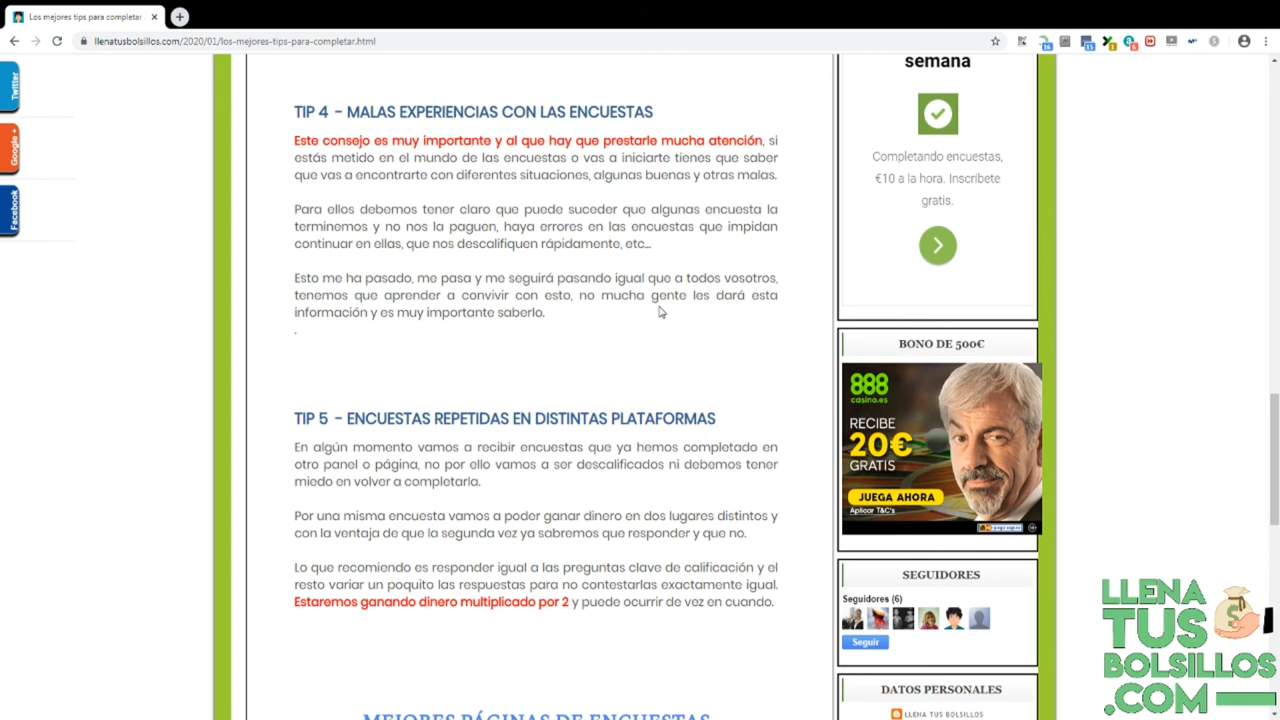 Los mejores tips para completar
llenatusbolsillos.com/2020/01/los-mejores-tips-para-completar.html
Twitter
Google +
Facebook
TIP 4 - MALAS EXPERIENCIAS CON LAS ENCUESTAS
Este consejo es muy importante y al que hay que prestarle mucha atención, si
estás metido en el mundo de las encuestas o vas a iniciarte tienes que saber
que vas a encontrarte con diferentes situaciones, algunas buenas y otras malas.
Para ellos debemos tener claro que puede suceder que algunas encuesta la
terminemos y no nos la paguen, haya errores en las encuestas que impidan
continuar en ellas, que nos descalifiquen rápidamente, etc...
Esto me ha pasado, me pasa y me seguirá pasando igual que a todos vosotros,
tenemos que aprender a convivir con esto, no mucha gente les dará esta
información y es muy importante saberlo.
.
TIP 5 - ENCUESTAS REPETIDAS EN DISTINTAS PLATAFORMAS
En algún momento vamos a recibir encuestas que ya hemos completado en
otro panel o página, no por ello vamos a ser descalificados ni debemos tener
miedo en volver a completarla.
Por una misma encuesta vamos a poder ganar dinero en dos lugares distintos y
con la ventaja de que la segunda vez ya sabremos que responder y que no.
Lo que recomiendo es responder igual a las preguntas clave de calificación y el
resto variar un poquito las respuestas para no contestarlas exactamente igual.
Estaremos ganando dinero multiplicado por 2 y puede ocurrir de vez en cuando.
MEJORES PÁGINAS DE ENCUESTAS
semana
Completando encuestas,
€10 a la hora. Inscríbete
gratis.
BONO DE 500€
888
casino.es
RECIBE
20€
GRATIS
JUEGA AHORA
Aplicar T&C's
SEGUIDORES
Seguidores (6)
Seguir
DATOS PERSONALES
LLENA TUS BOLSILLOS
LLENA
TUS
BOLSILLOS
.COM